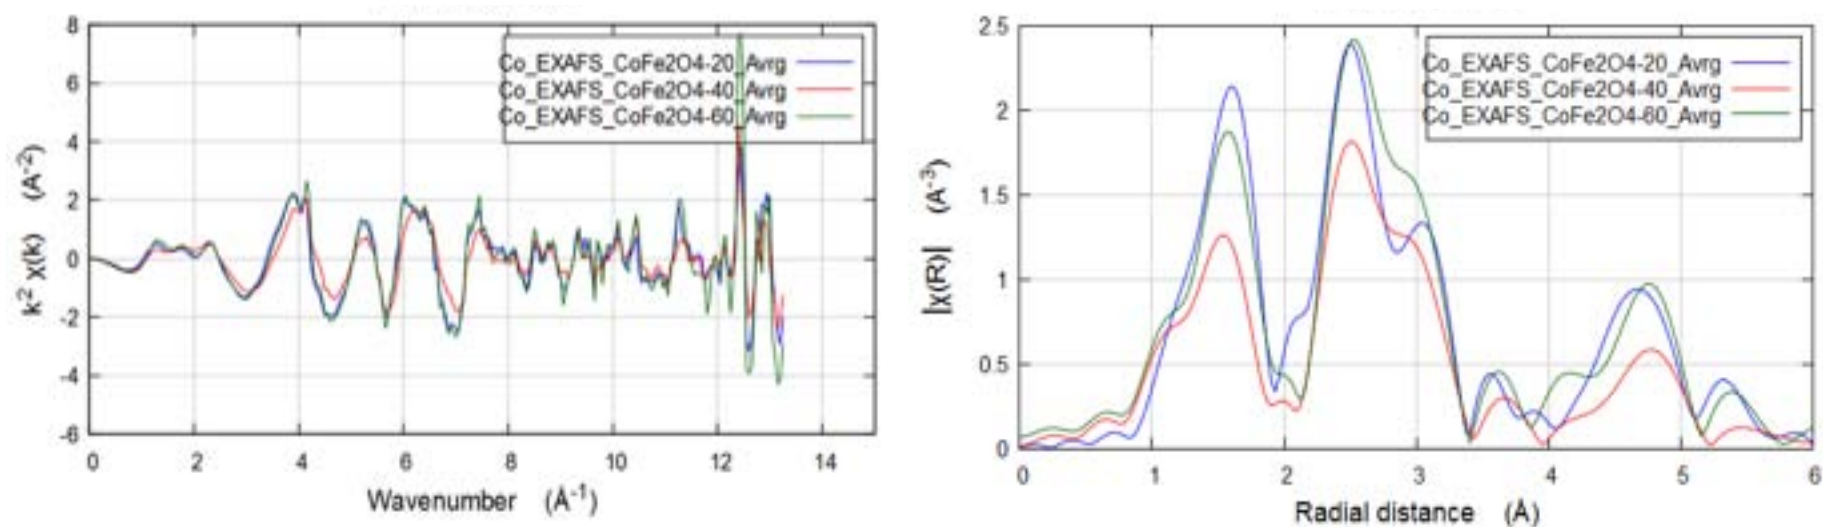 8
6
4
2
0
-2
-4
-6
k² χ(k) (A⁻²)
Co_EXAFS_CoFe2O4-20_Avrg
Co_EXAFS_CoFe2O4-40_Avrg
Co_EXAFS_CoFe2O4-60_Avrg
0 2 4 6 8 10 12 14
Wavenumber (Å⁻¹)
2.5
2
1.5
1
0.5
0
|χ(R)| (A⁻³)
Co_EXAFS_CoFe2O4-20_Avrg
Co_EXAFS_CoFe2O4-40_Avrg
Co_EXAFS_CoFe2O4-60_Avrg
0 1 2 3 4 5 6
Radial distance (Å)